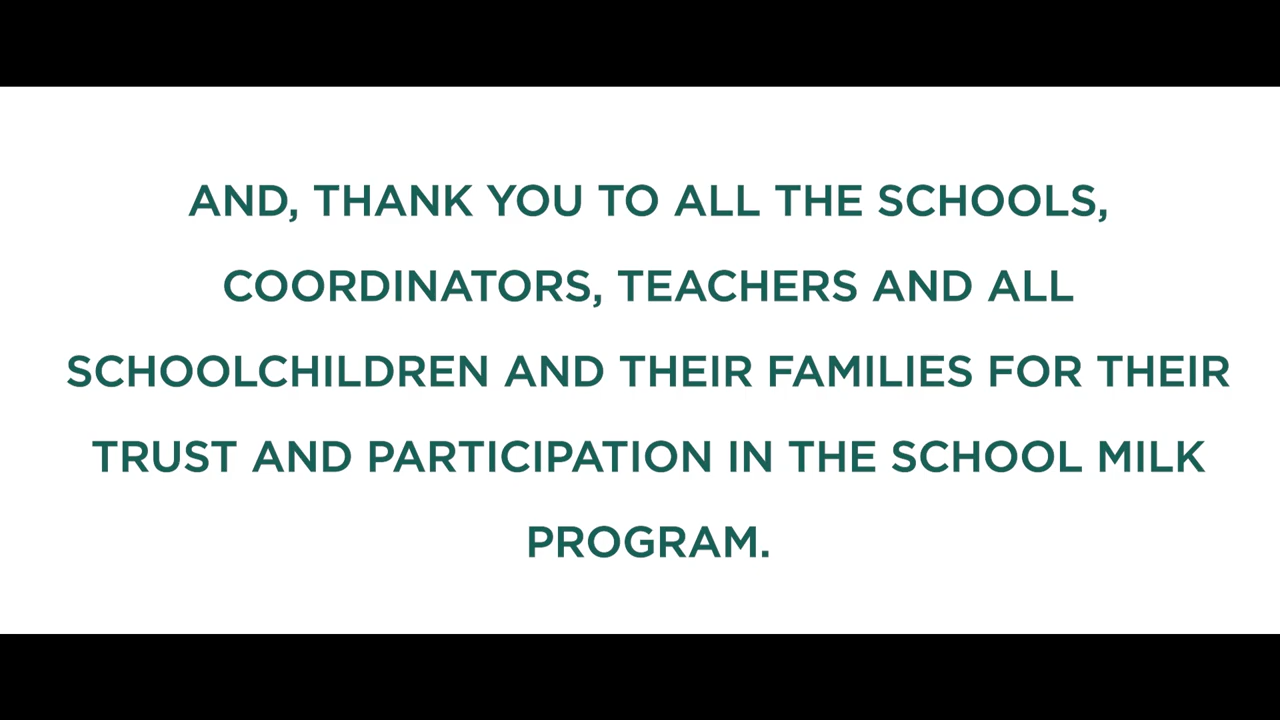 AND, THANK YOU TO ALL THE SCHOOLS,
COORDINATORS, TEACHERS AND ALL
SCHOOLCHILDREN AND THEIR FAMILIES FOR THEIR
TRUST AND PARTICIPATION IN THE SCHOOL MILK
PROGRAM.